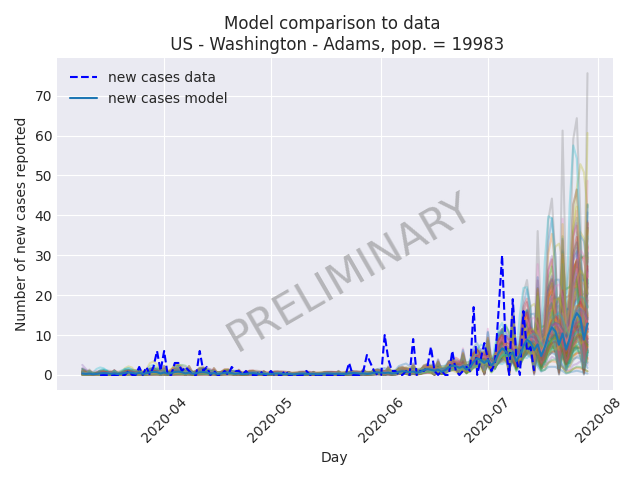 Model comparison to data
US - Washington - Adams, pop. = 19983
new cases data
new cases model
Number of new cases reported
70
60
50
40
30
20
10
0
PRELIMINARY
2020-04
2020-05
2020-06
2020-07
2020-08
Day